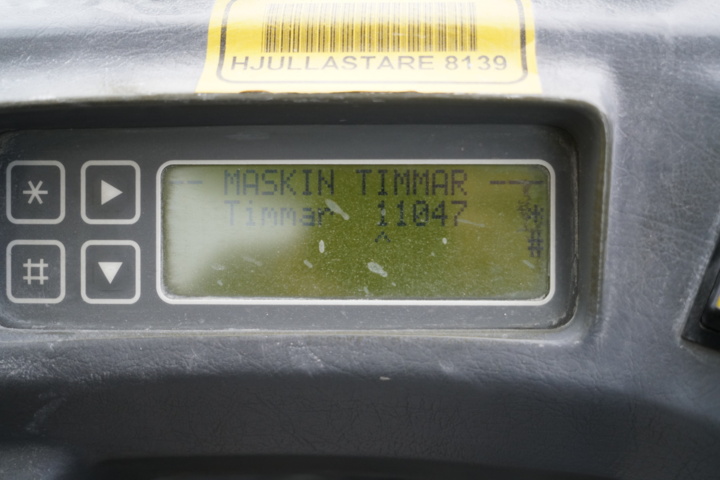 HJULLASTARE 8139
-- MASKIN TIMMAR --
Timmar 11047 *
^ #
* ▶
# ▼